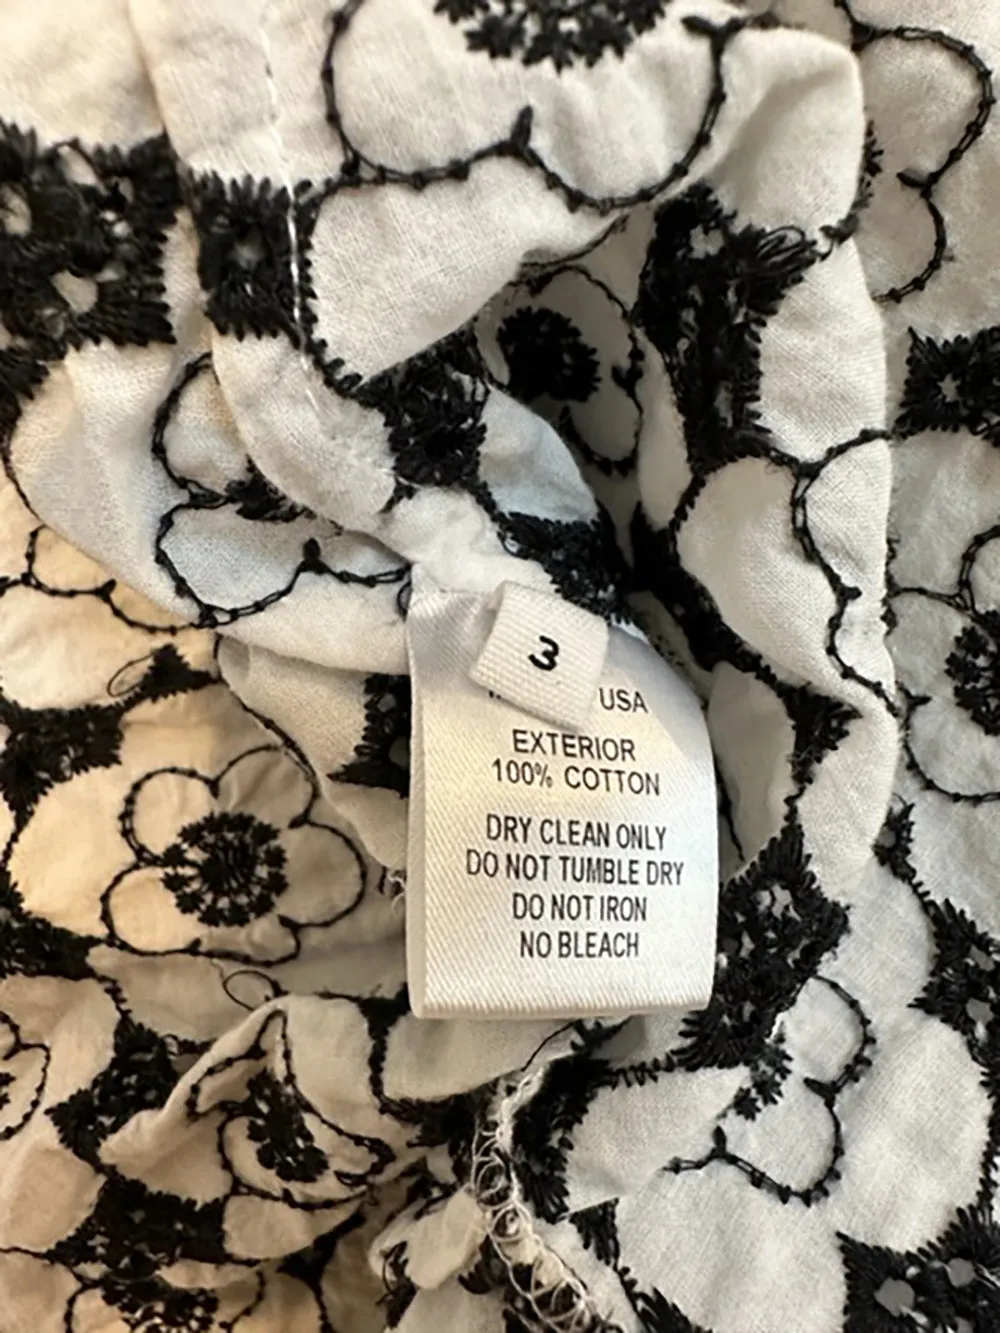 3
USA
EXTERIOR
100% COTTON
DRY CLEAN ONLY
DO NOT TUMBLE DRY
DO NOT IRON
NO BLEACH